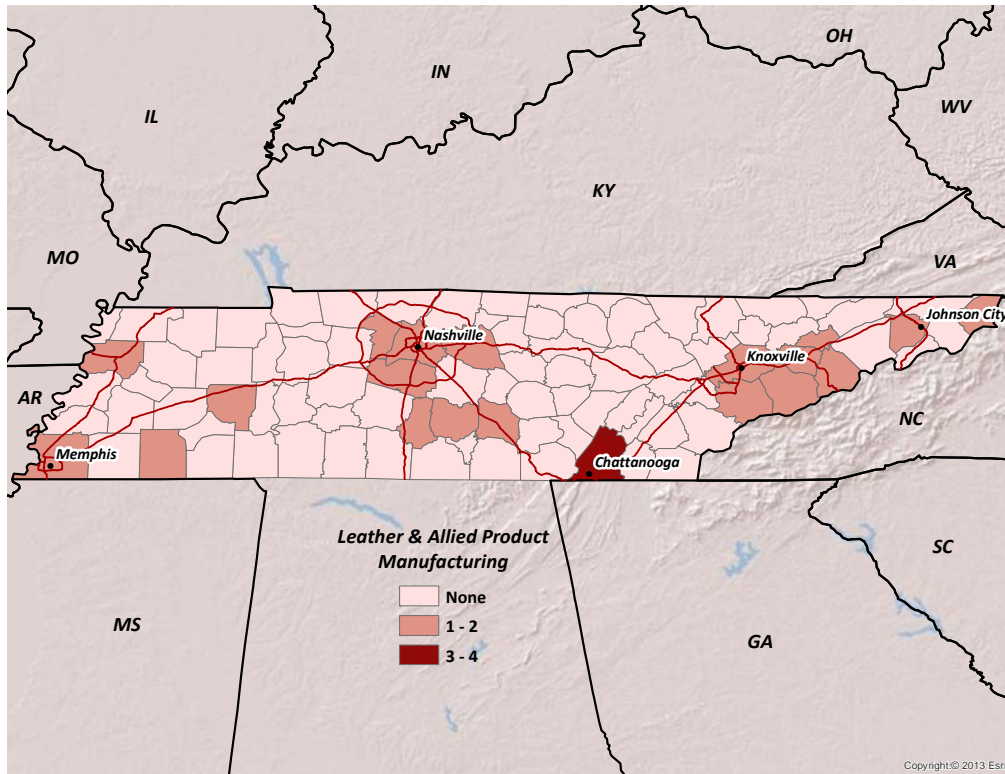 OH
IN
WV
IL
KY
MO
VA
Johnson City
Nashville
Knoxville
AR
NC
Memphis
Chattanooga
Leather & Allied Product
Manufacturing
None
1 - 2
3 - 4
SC
MS
GA
Copyright:© 2013 Esri